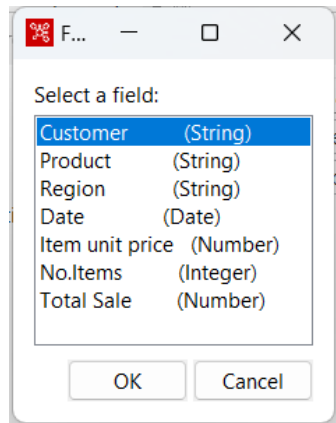 F...
Select a field:
Customer (String)
Product (String)
Region (String)
Date (Date)
Item unit price (Number)
No.Items (Integer)
Total Sale (Number)
OK Cancel